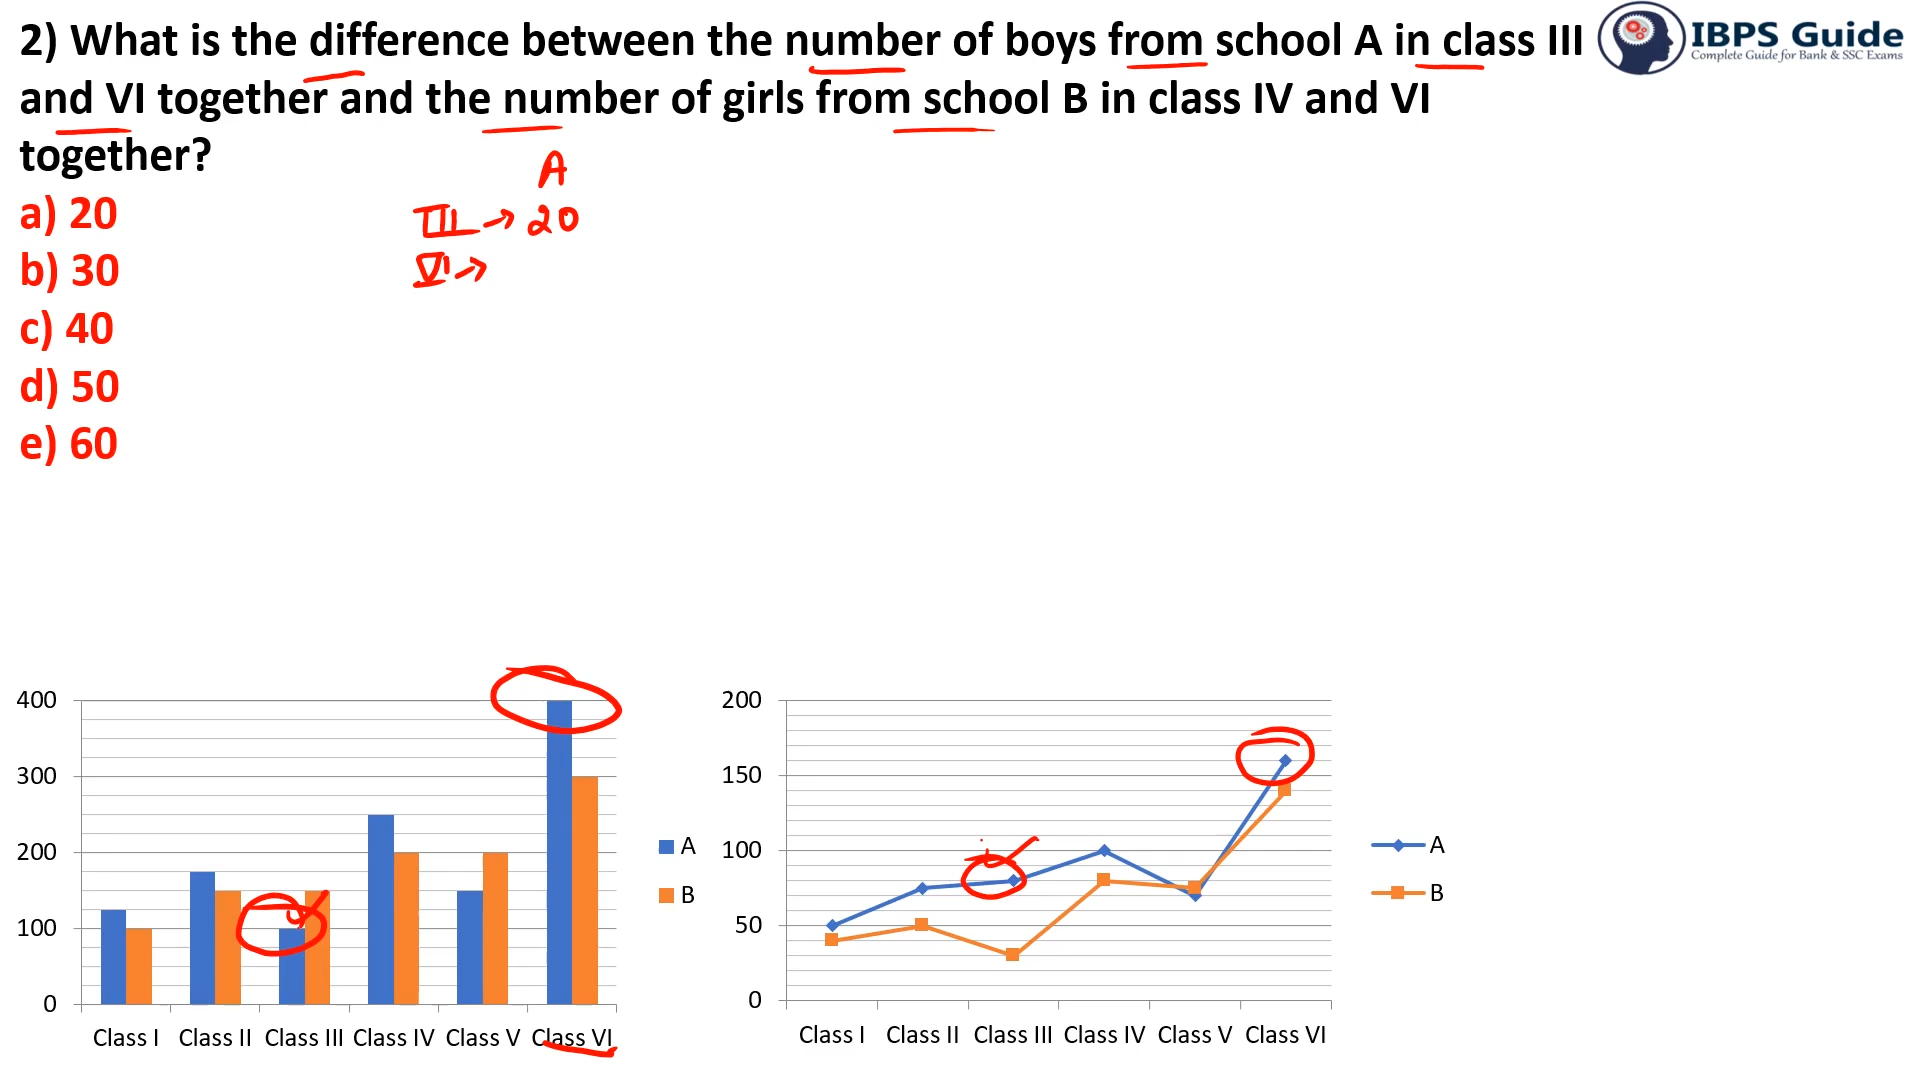 2) What is the difference between the number of boys from school A in class III
and VI together and the number of girls from school B in class IV and VI
together?
IBPS Guide
Complete Guide for Bank & SSC Exams
a) 20
b) 30
c) 40
d) 50
e) 60
A
III → 20
VI →
400
300
200
100
0
Class I Class II Class III Class IV Class V Class VI
A
B
200
150
100
50
0
Class I Class II Class III Class IV Class V Class VI
A
B